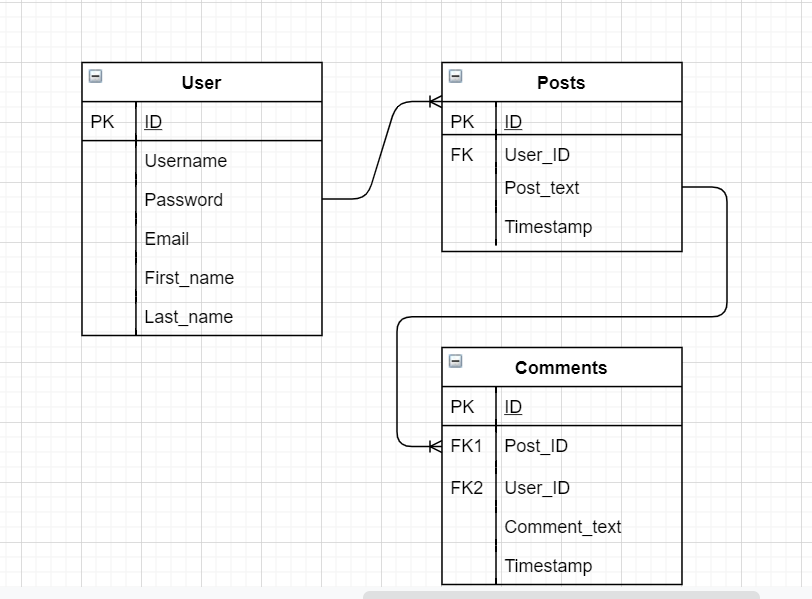 User
PK ID
Username
Password
Email
First_name
Last_name
Posts
PK ID
FK User_ID
Post_text
Timestamp
Comments
PK ID
FK1 Post_ID
FK2 User_ID
Comment_text
Timestamp